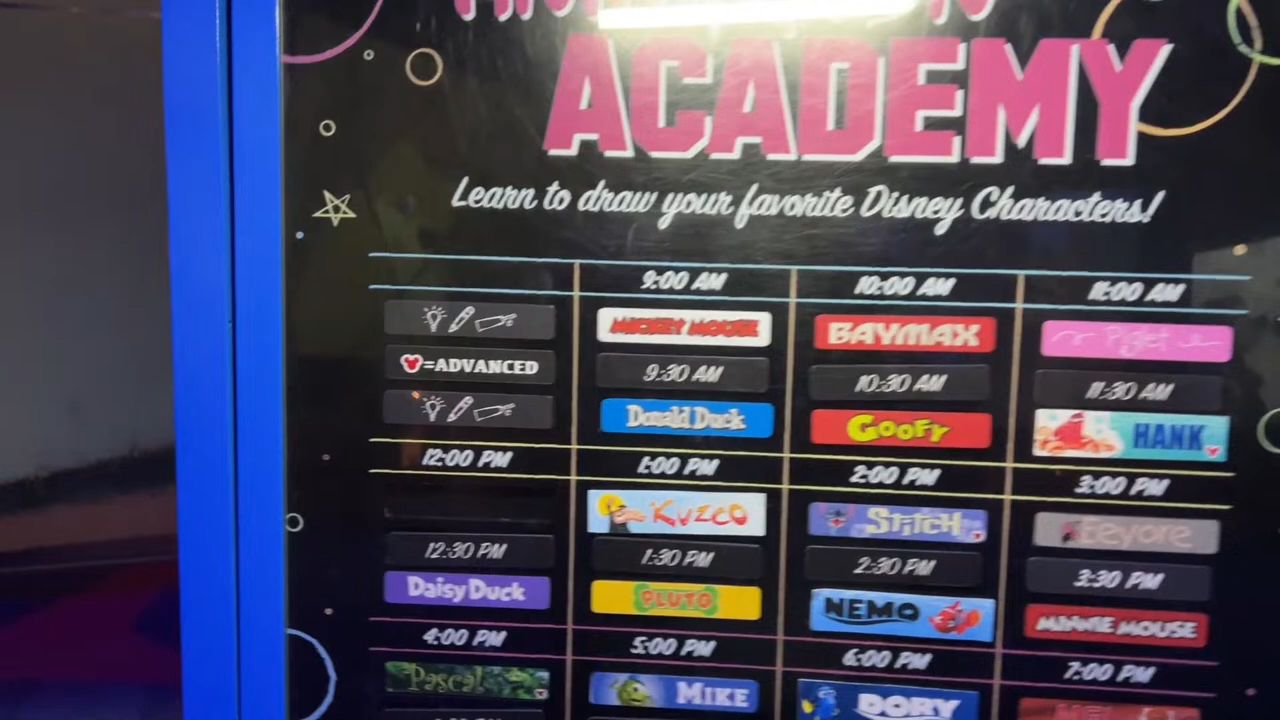 ACADEMY
Learn to draw your favorite Disney Characters!
9:00 AM 10:00 AM 11:00 AM
MICKEY MOUSE BAYMAX Piglet
=ADVANCED 9:30 AM 10:30 AM 11:30 AM
Donald Duck GOOFY HANK
12:00 PM 1:00 PM 2:00 PM 3:00 PM
KUZCO STITCH Eeyore
12:30 PM 1:30 PM 2:30 PM 3:30 PM
Daisy Duck PLUTO NEMO MINNIE MOUSE
4:00 PM 5:00 PM 6:00 PM 7:00 PM
Pascal MIKE DORY